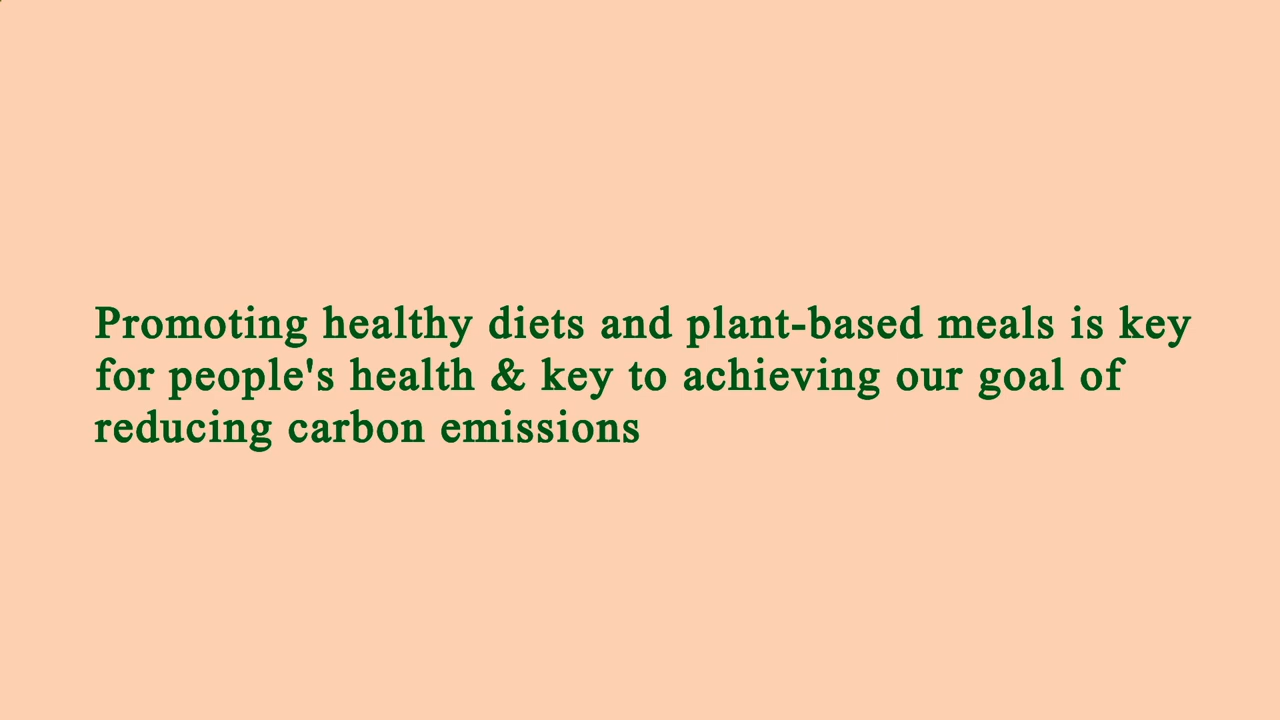 Promoting healthy diets and plant-based meals is key
for people's health & key to achieving our goal of
reducing carbon emissions